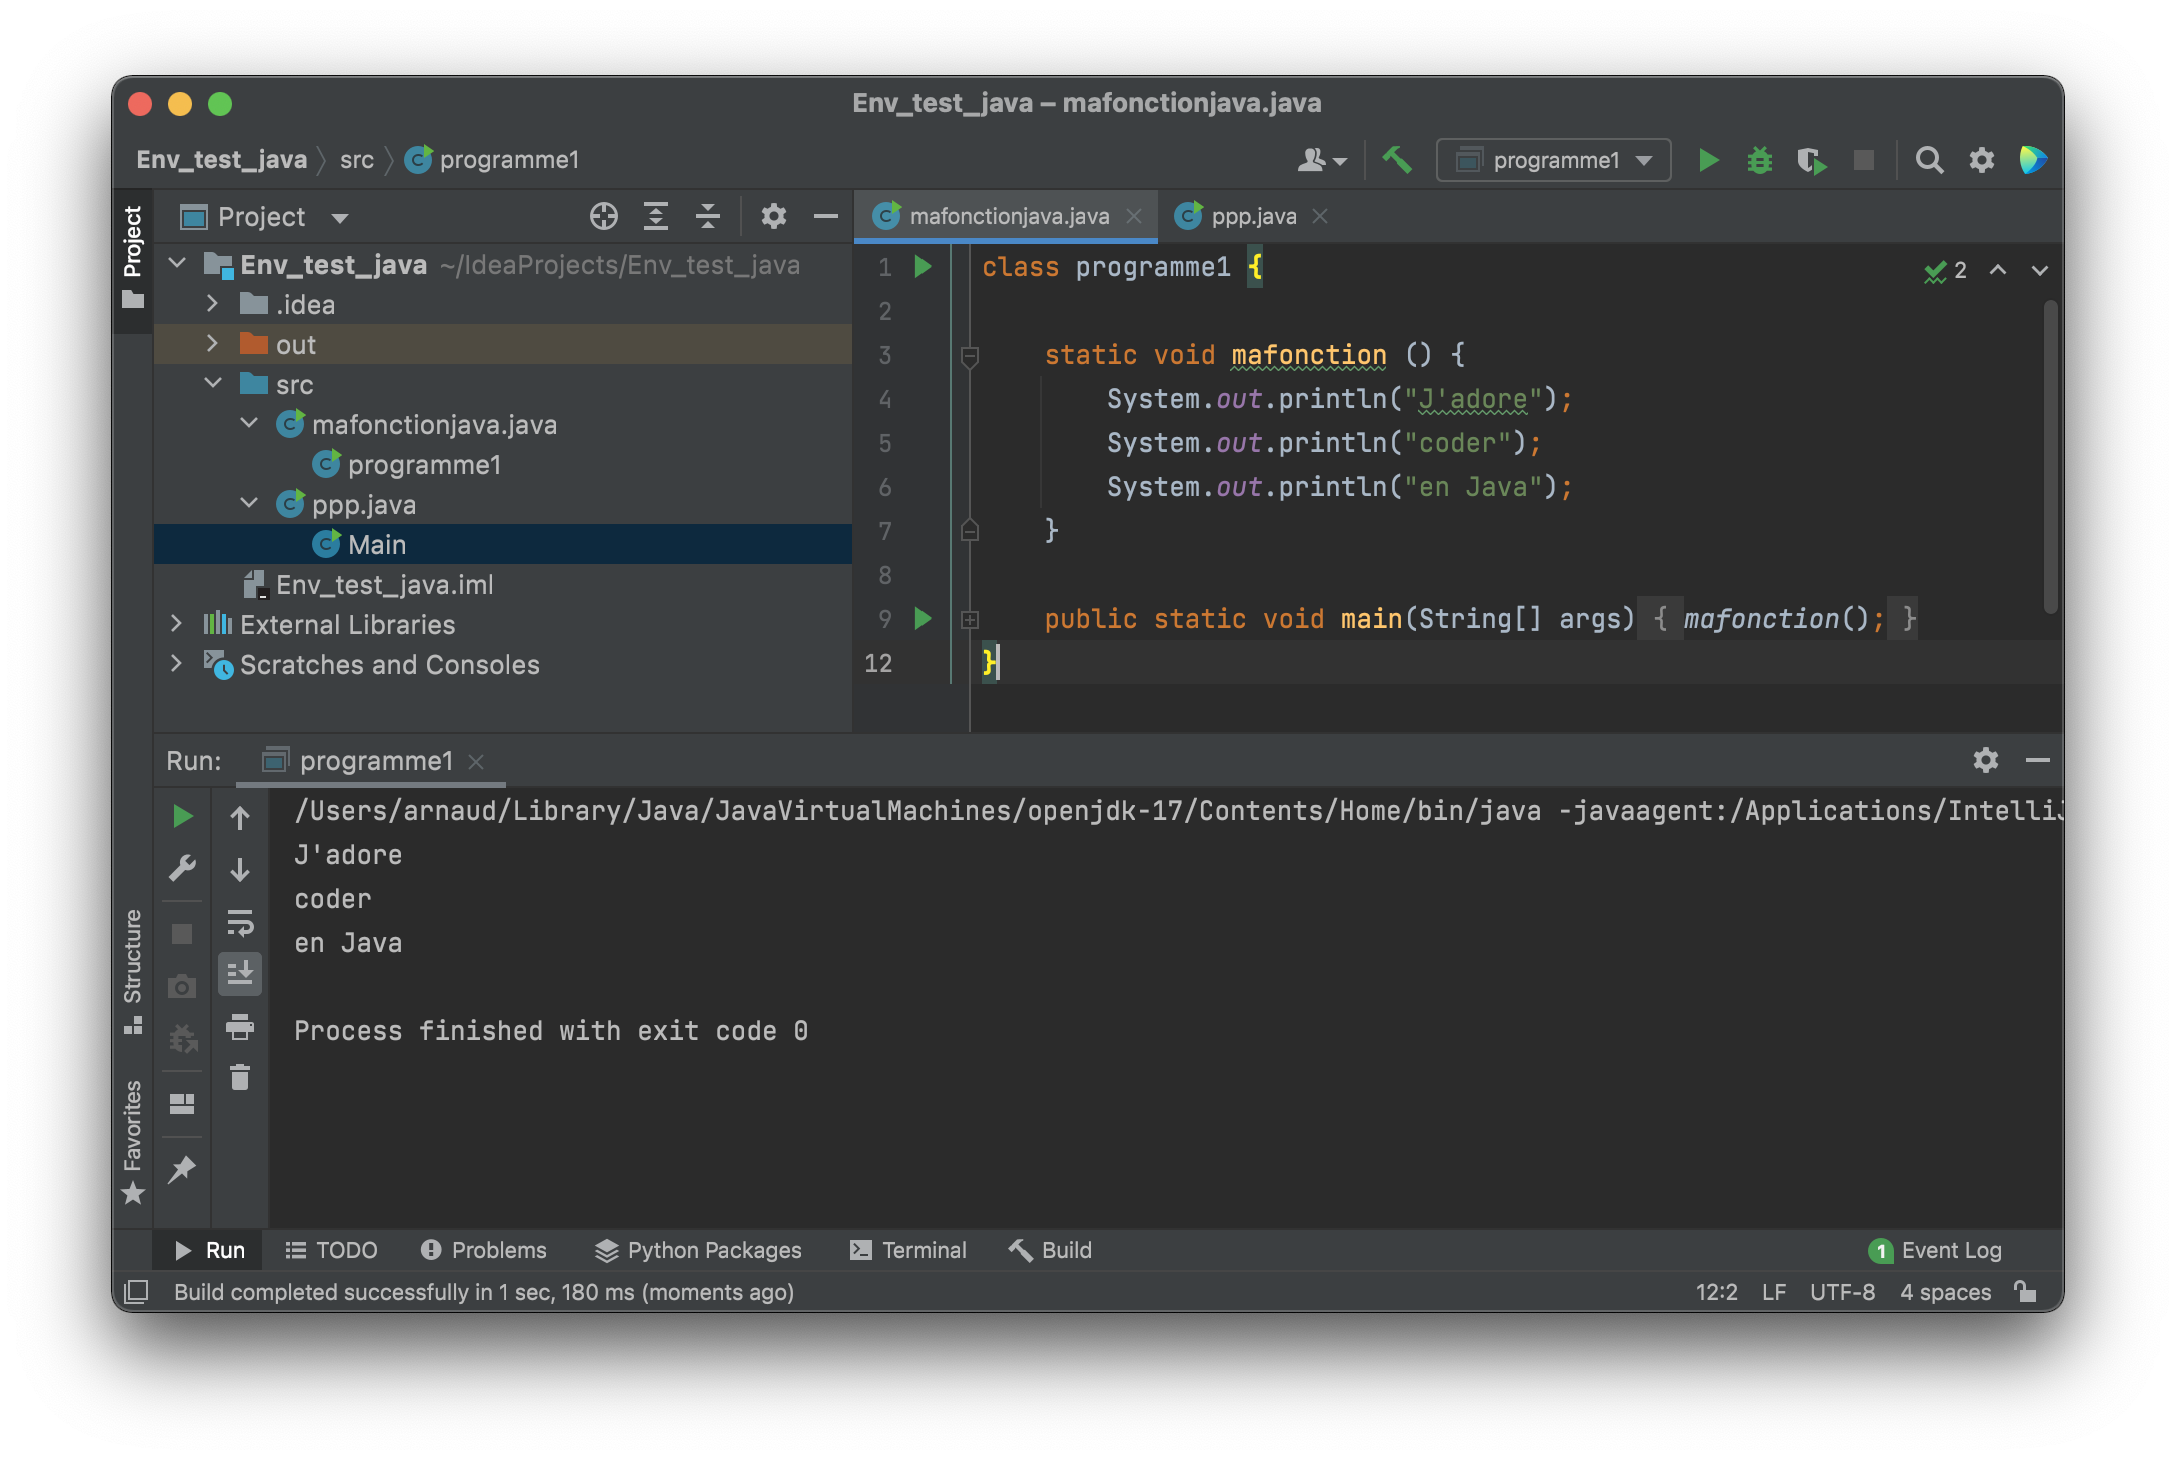 Env_test_java – mafonctionjava.java
Env_test_java src programme1
programme1
Project
Project
mafonctionjava.java ppp.java
Env_test_java ~/IdeaProjects/Env_test_java
.idea
out
src
mafonctionjava.java
programme1
ppp.java
Main
Env_test_java.iml
External Libraries
Scratches and Consoles
1 class programme1 {
2
2
3 static void mafonction () {
4 System.out.println("J'adore");
5 System.out.println("coder");
6 System.out.println("en Java");
7 }
8
9 public static void main(String[] args) { mafonction(); }
12 }
Run: programme1
/Users/arnaud/Library/Java/JavaVirtualMachines/openjdk-17/Contents/Home/bin/java -javaagent:/Applications/IntelliJ
J'adore
coder
en Java
Process finished with exit code 0
Structure
Favorites
Run TODO Problems Python Packages Terminal Build 1 Event Log
Build completed successfully in 1 sec, 180 ms (moments ago) 12:2 LF UTF-8 4 spaces